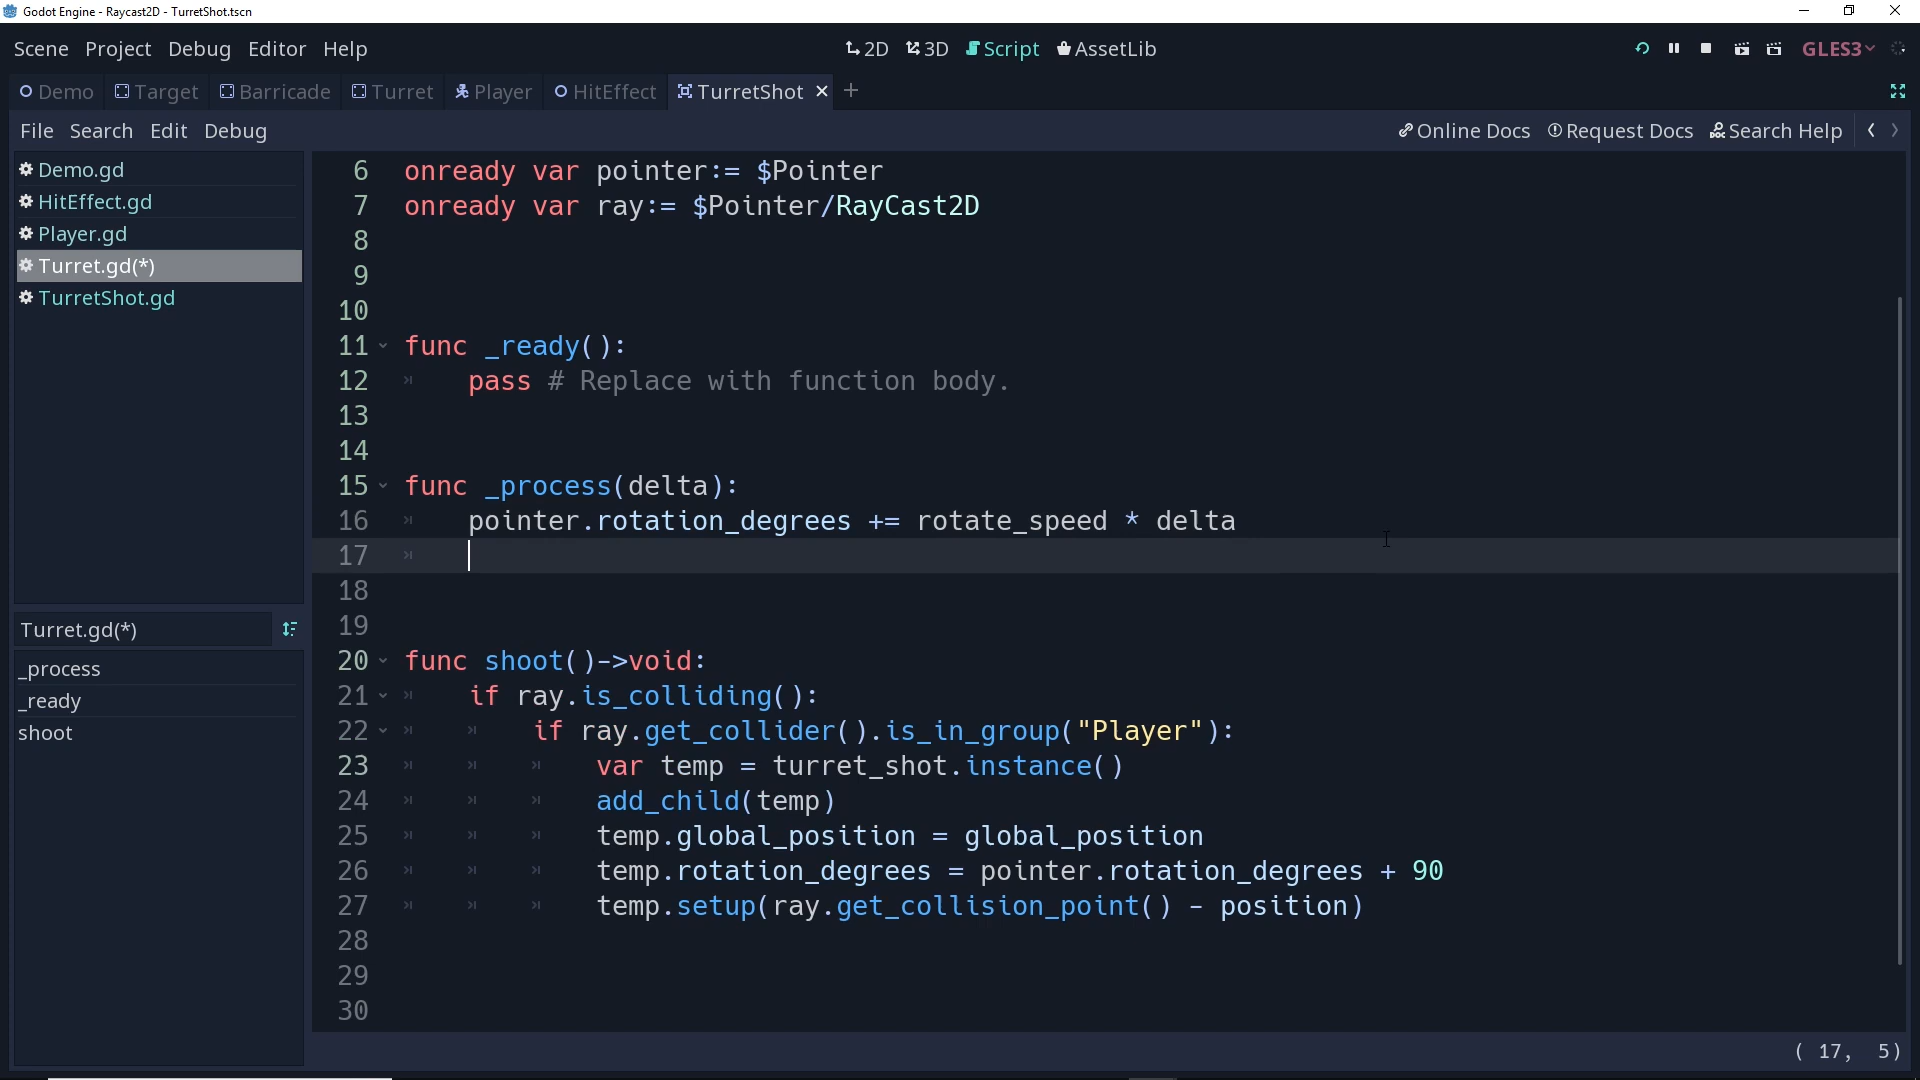 Godot Engine - Raycast2D - TurretShot.tscn
Scene Project Debug Editor Help
2D 3D Script AssetLib
GLES3
Demo Target Barricade Turret Player HitEffect TurretShot
File Search Edit Debug
Online Docs Request Docs Search Help
Demo.gd
HitEffect.gd
Player.gd
Turret.gd(*)
TurretShot.gd
Turret.gd(*)
_process
_ready
shoot
6 onready var pointer:= $Pointer
7 onready var ray:= $Pointer/RayCast2D
8
9
10
11 func _ready():
12 pass # Replace with function body.
13
14
15 func _process(delta):
16 pointer.rotation_degrees += rotate_speed * delta
17
18
19
20 func shoot()->void:
21 if ray.is_colliding():
22 if ray.get_collider().is_in_group("Player"):
23 var temp = turret_shot.instance()
24 add_child(temp)
25 temp.global_position = global_position
26 temp.rotation_degrees = pointer.rotation_degrees + 90
27 temp.setup(ray.get_collision_point() - position)
28
29
30
( 17, 5)